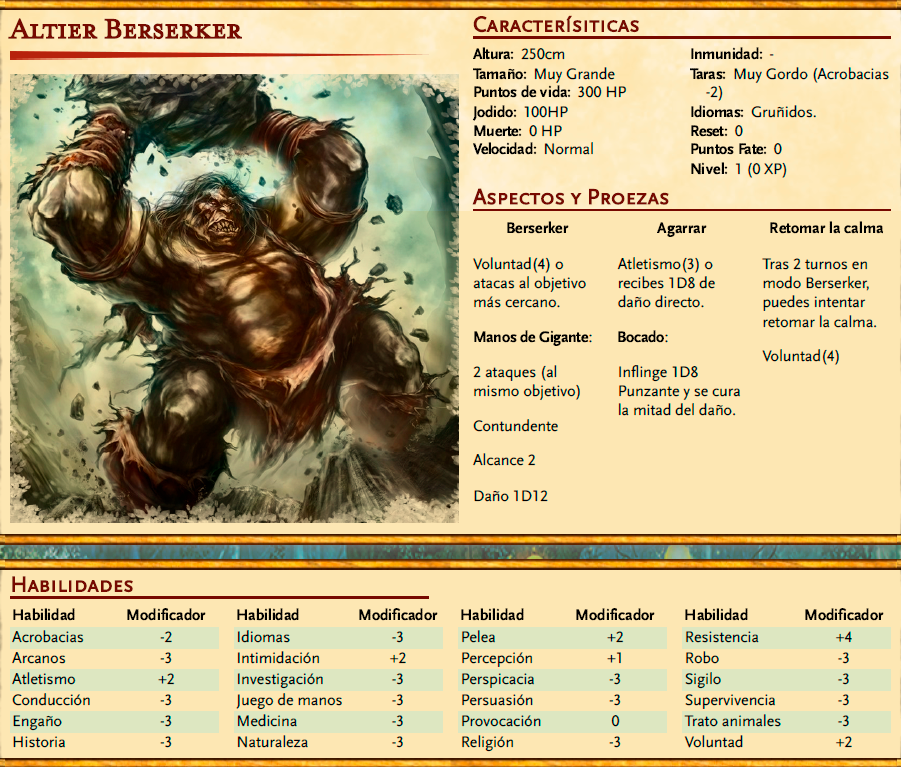 Altier Berserker
Caracterísiticas
Altura: 250cm
Tamaño: Muy Grande
Puntos de vida: 300 HP
Jodido: 100HP
Muerte: 0 HP
Velocidad: Normal
Inmunidad: -
Taras: Muy Gordo (Acrobacias
-2)
Idiomas: Gruñidos.
Reset: 0
Puntos Fate: 0
Nivel: 1 (0 XP)
Aspectos y Proezas
Berserker
Voluntad(4) o
atacas al objetivo
más cercano.
Manos de Gigante:
2 ataques (al
mismo objetivo)
Contundente
Alcance 2
Daño 1D12
Agarrar
Atletismo(3) o
recibes 1D8 de
daño directo.
Bocado:
Inflinge 1D8
Punzante y se cura
la mitad del daño.
Retomar la calma
Tras 2 turnos en
modo Berserker,
puedes intentar
retomar la calma.
Voluntad(4)
Habilidades
Habilidad Modificador
Acrobacias -2
Arcanos -3
Atletismo +2
Conducción -3
Engaño -3
Historia -3
Habilidad Modificador
Idiomas -3
Intimidación +2
Investigación -3
Juego de manos -3
Medicina -3
Naturaleza -3
Habilidad Modificador
Pelea +2
Percepción +1
Perspicacia -3
Persuasión -3
Provocación 0
Religión -3
Habilidad Modificador
Resistencia +4
Robo -3
Sigilo -3
Supervivencia -3
Trato animales -3
Voluntad +2